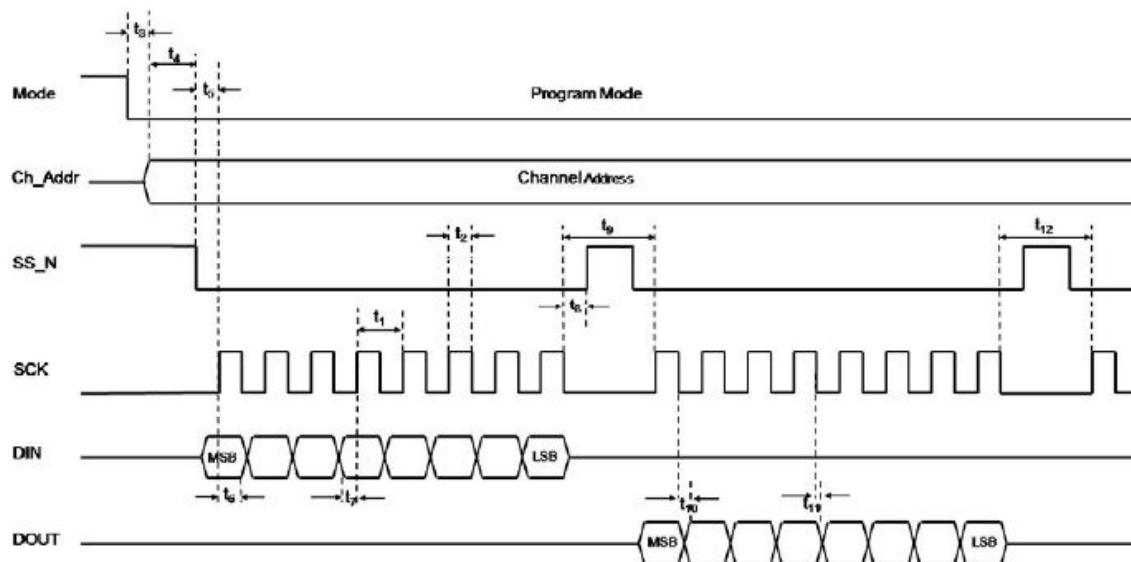 t3
t4
t5
Mode Program Mode
Ch_Addr Channel Address
t2 t9 t12
SS_N
t8
t1
SCK
DIN MSB LSB
t6 t7 t10 t11
DOUT MSB LSB